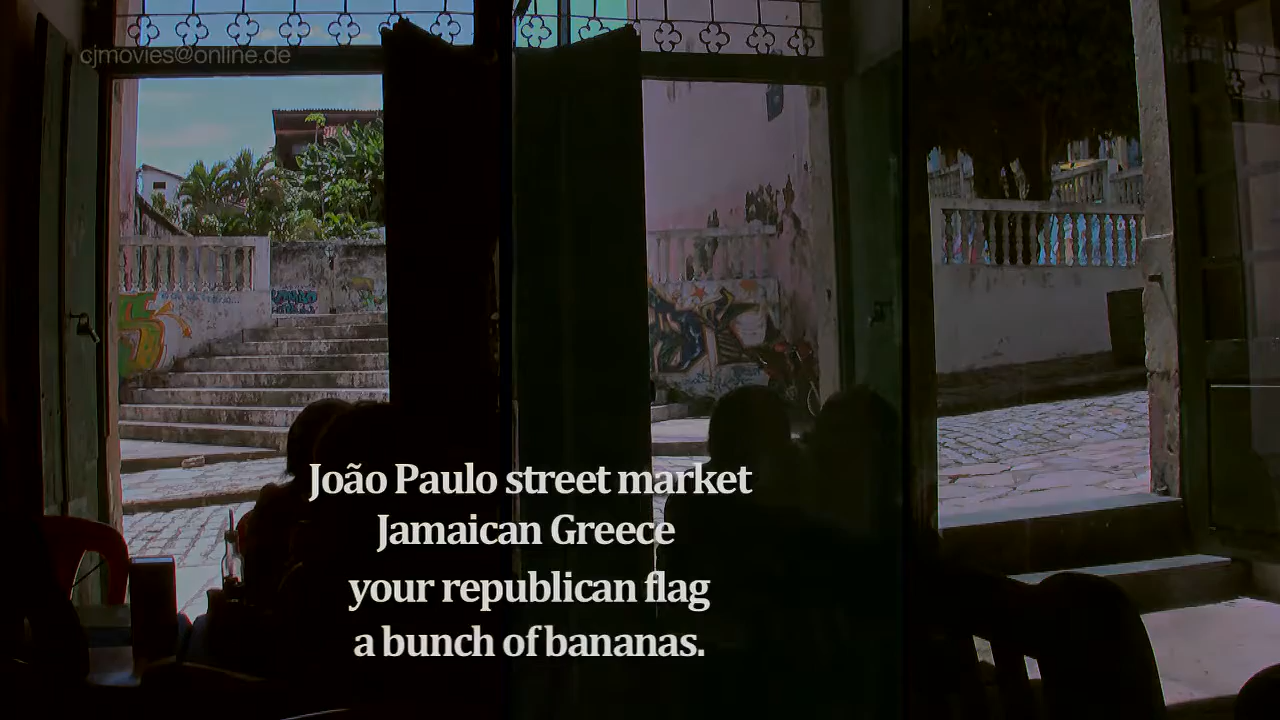 cjmovies@online.de
João Paulo street market
Jamaican Greece
your republican flag
a bunch of bananas.